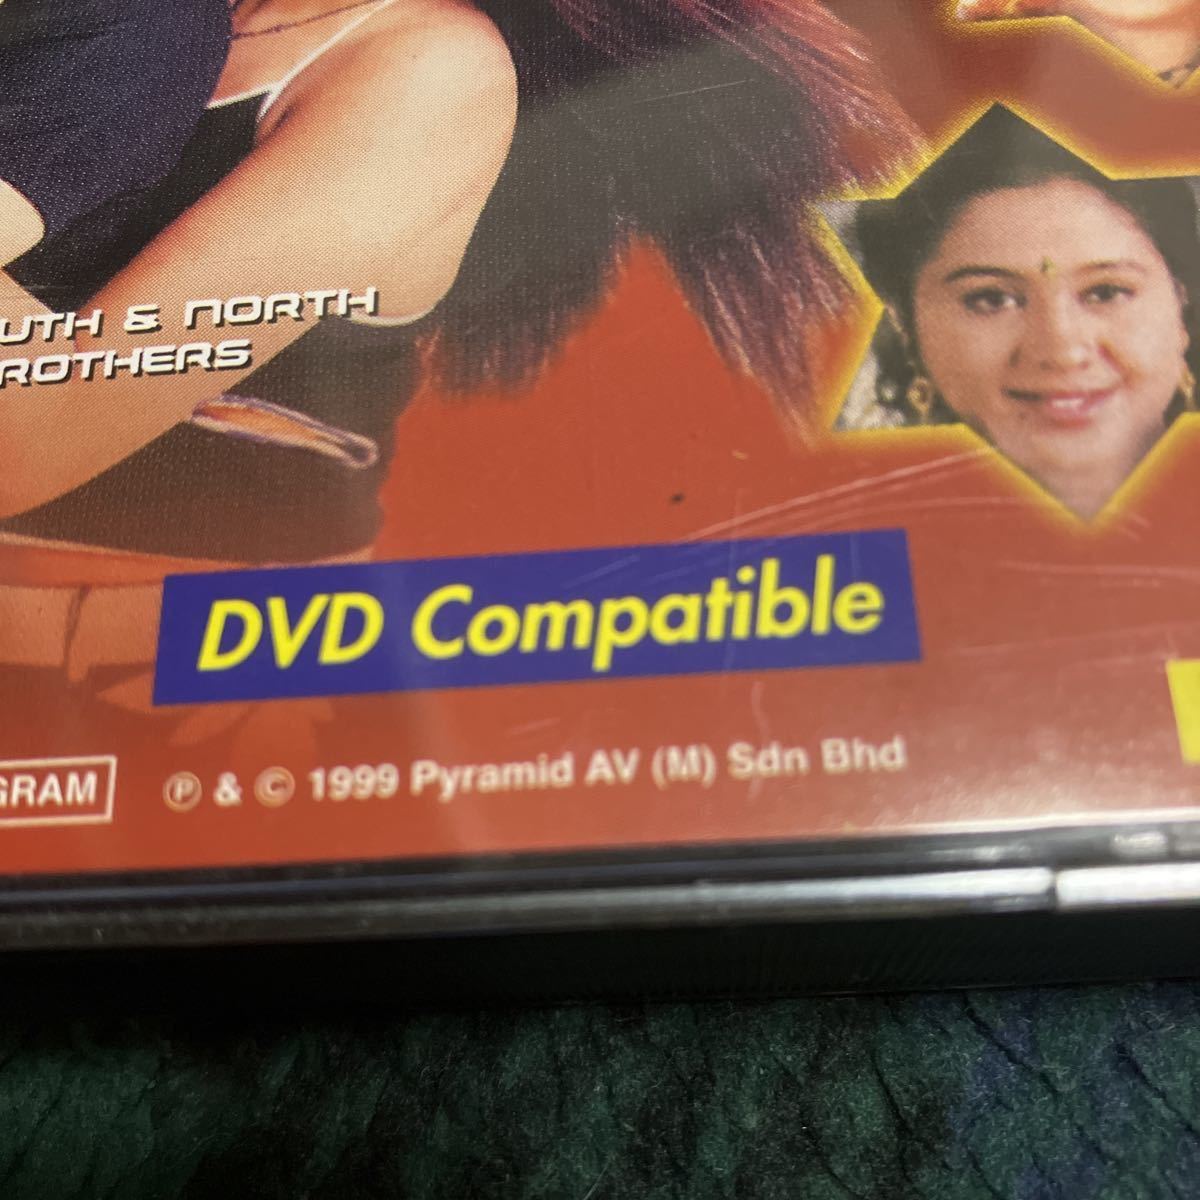 UTH & NORTH
ROTHERS
DVD Compatible
GRAM
℗ & © 1999 Pyramid AV (M) Sdn Bhd